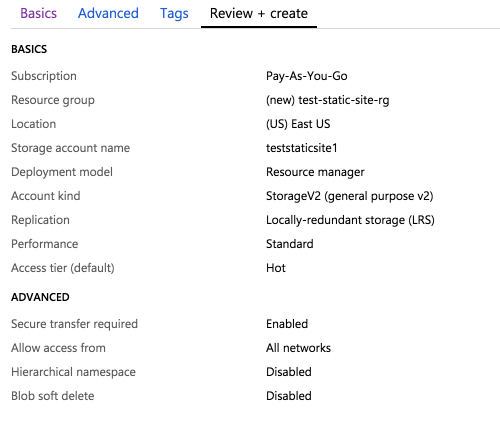 Basics Advanced Tags Review + create
BASICS
Subscription Pay-As-You-Go
Resource group (new) test-static-site-rg
Location (US) East US
Storage account name teststaticsite1
Deployment model Resource manager
Account kind StorageV2 (general purpose v2)
Replication Locally-redundant storage (LRS)
Performance Standard
Access tier (default) Hot
ADVANCED
Secure transfer required Enabled
Allow access from All networks
Hierarchical namespace Disabled
Blob soft delete Disabled